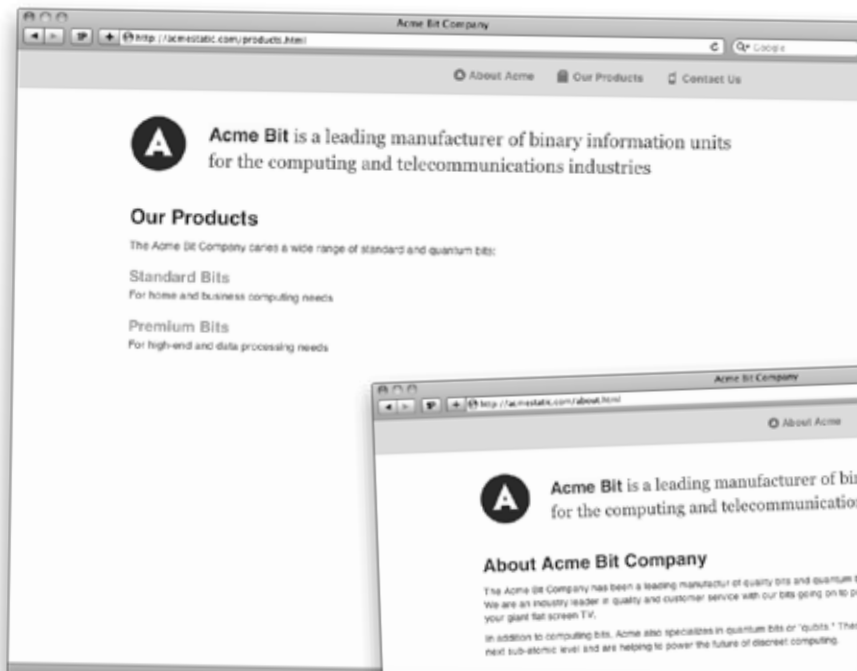 Acme Bit Company
http://acmestatic.com/products.html
Google
About Acme Our Products Contact Us
A
Acme Bit is a leading manufacturer of binary information units
for the computing and telecommunications industries
Our Products
The Acme Bit Company caries a wide range of standard and quantum bits:
Standard Bits
For home and business computing needs
Premium Bits
For high-end and data processing needs
Acme Bit Company
http://acmestatic.com/about.html
About Acme
A
Acme Bit is a leading manufacturer of bin
for the computing and telecommunication
About Acme Bit Company
The Acme Bit Company has been a leading manufactur of quality bits and quantum b
We are an industry leader in quality and customer service with our bits going on to p
your giant flat screen TV.
In addition to computing bits, Acme also specializes in quantum bits or "qubits." Thes
next sub-atomic level and are helping to power the future of discreet computing.